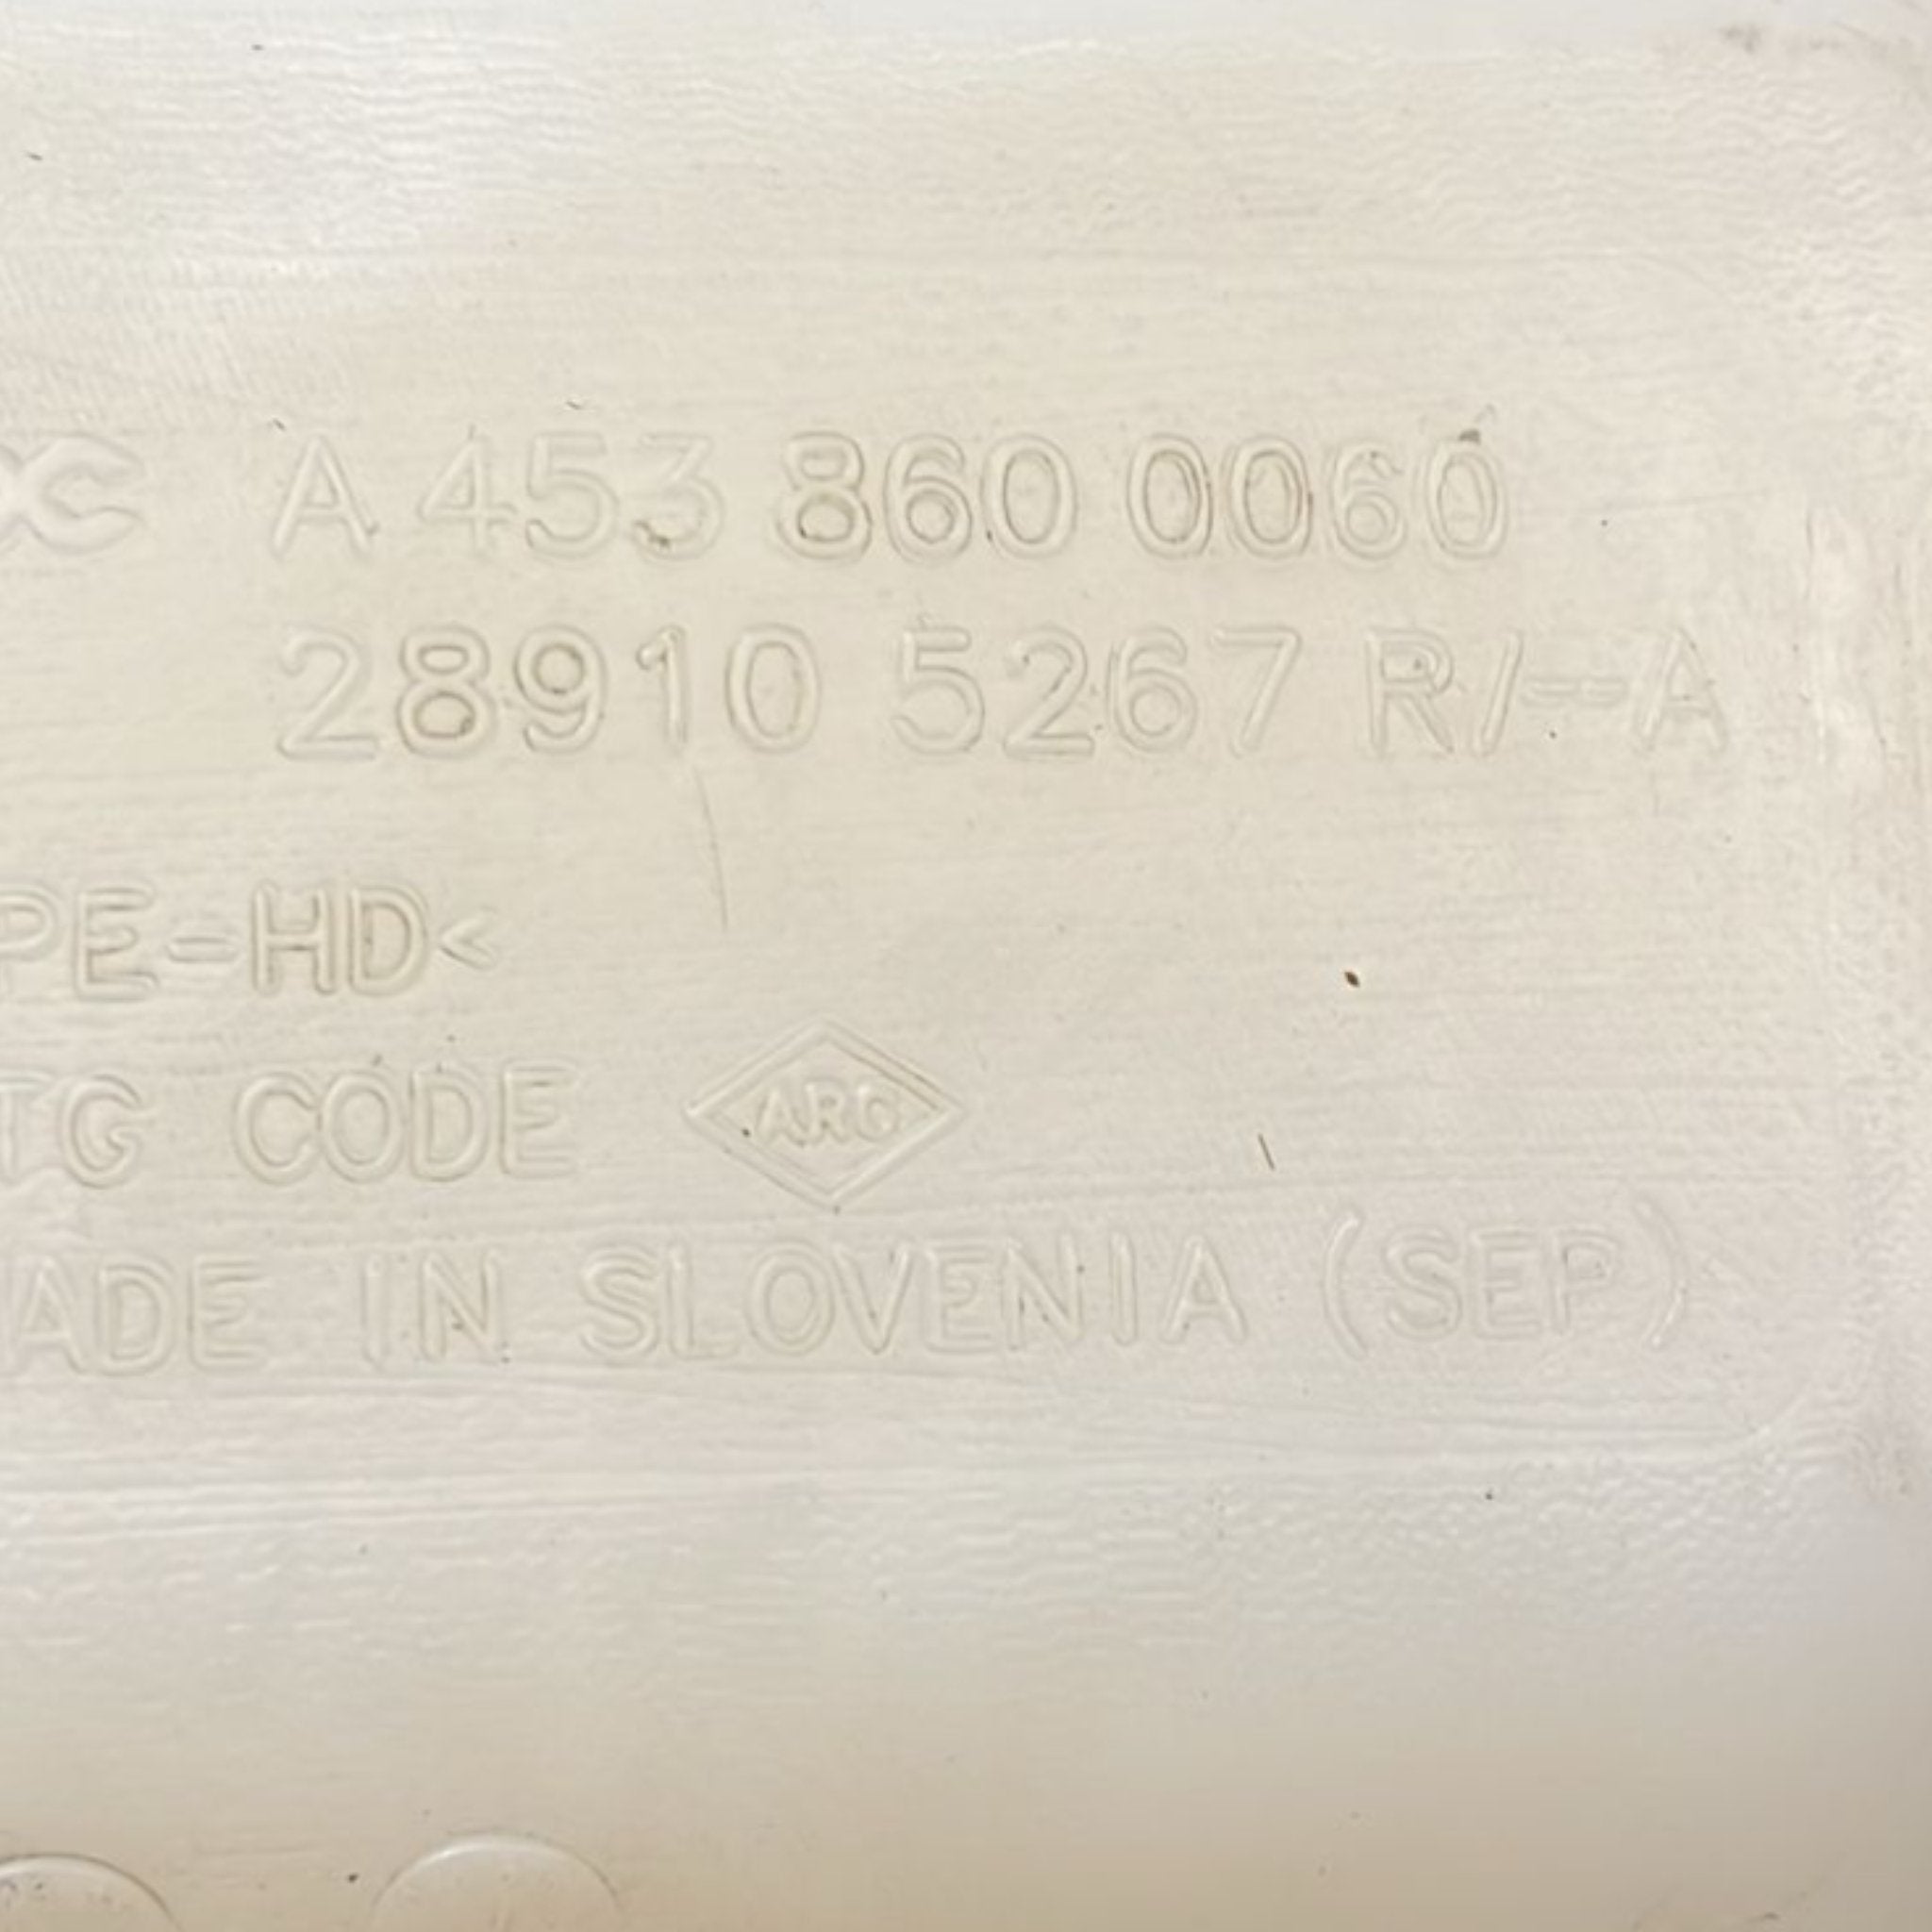 A 453 860 0060
28910 5267 R/--A
PE-HD<
TG CODE ARC
ADE IN SLOVENIA (SEP)